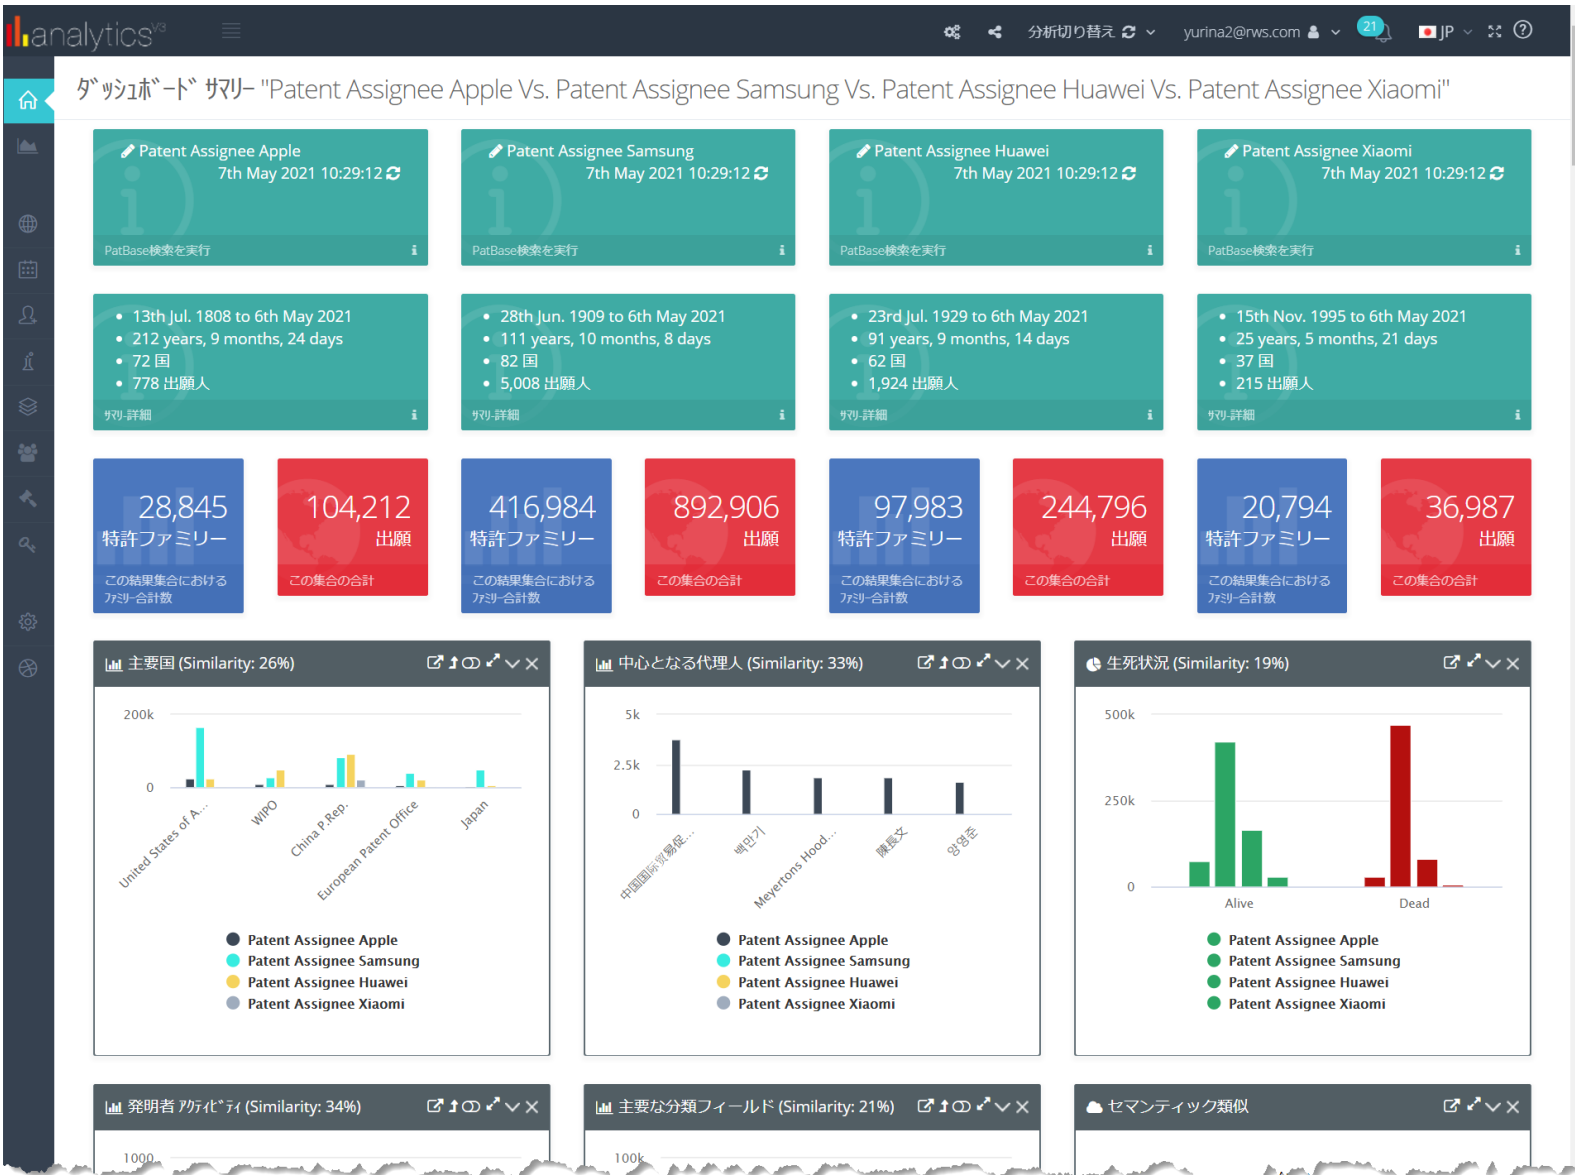 analytics V3
分析切り替え
yurina2@rws.com
21
JP
ﾀﾞｯｼｭﾎﾞｰﾄﾞ ｻﾏﾘｰ "Patent Assignee Apple Vs. Patent Assignee Samsung Vs. Patent Assignee Huawei Vs. Patent Assignee Xiaomi"
Patent Assignee Apple
7th May 2021 10:29:12
PatBase検索を実行
Patent Assignee Samsung
7th May 2021 10:29:12
PatBase検索を実行
Patent Assignee Huawei
7th May 2021 10:29:12
PatBase検索を実行
Patent Assignee Xiaomi
7th May 2021 10:29:12
PatBase検索を実行
13th Jul. 1808 to 6th May 2021
212 years, 9 months, 24 days
72 国
778 出願人
ｻﾏﾘ-詳細
28th Jun. 1909 to 6th May 2021
111 years, 10 months, 8 days
82 国
5,008 出願人
ｻﾏﾘ-詳細
23rd Jul. 1929 to 6th May 2021
91 years, 9 months, 14 days
62 国
1,924 出願人
ｻﾏﾘ-詳細
15th Nov. 1995 to 6th May 2021
25 years, 5 months, 21 days
37 国
215 出願人
ｻﾏﾘ-詳細
28,845
特許ファミリー
この結果集合における
ﾌｧﾐﾘｰ合計数
104,212
出願
この集合の合計
416,984
特許ファミリー
この結果集合における
ﾌｧﾐﾘｰ合計数
892,906
出願
この集合の合計
97,983
特許ファミリー
この結果集合における
ﾌｧﾐﾘｰ合計数
244,796
出願
この集合の合計
20,794
特許ファミリー
この結果集合における
ﾌｧﾐﾘｰ合計数
36,987
出願
この集合の合計
主要国 (Similarity: 26%)
200k
0
United States of A...
WIPO
China P.Rep.
European Patent Office
Japan
Patent Assignee Apple
Patent Assignee Samsung
Patent Assignee Huawei
Patent Assignee Xiaomi
中心となる代理人 (Similarity: 33%)
5k
2.5k
0
中国国际贸易促...
백만기
Meyertons Hood...
陳長文
양영준
Patent Assignee Apple
Patent Assignee Samsung
Patent Assignee Huawei
Patent Assignee Xiaomi
生死状況 (Similarity: 19%)
500k
250k
0
Alive
Dead
Patent Assignee Apple
Patent Assignee Samsung
Patent Assignee Huawei
Patent Assignee Xiaomi
発明者 ｱｸﾃｨﾋﾞﾃｨ (Similarity: 34%)
1000
主要な分類フィールド (Similarity: 21%)
100k
セマンティック類似